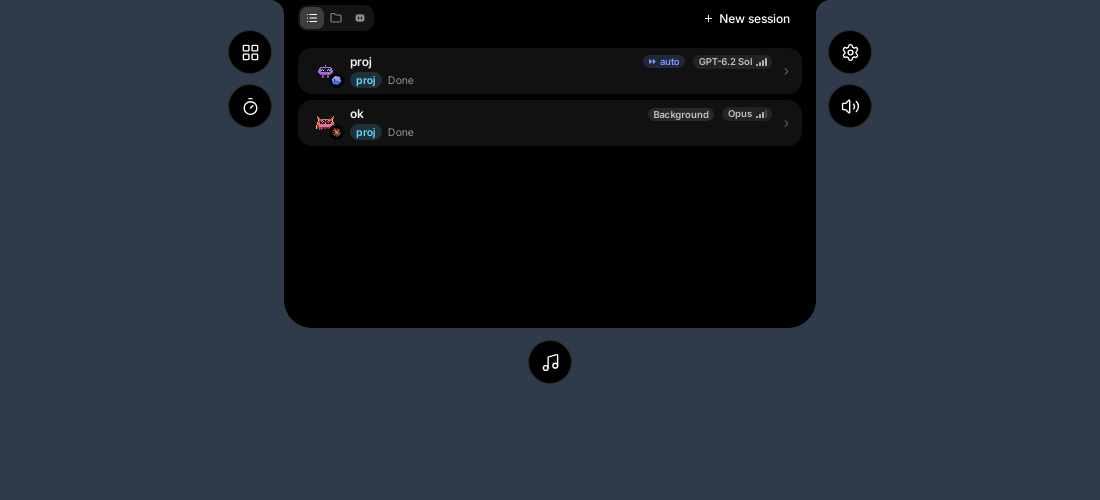 New session
proj
auto
GPT-6.2 Sol
proj Done
ok
Background
Opus
proj Done